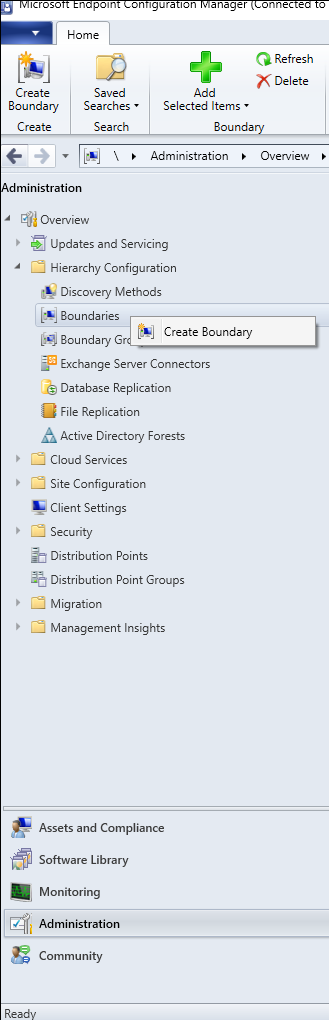 Microsoft Endpoint Configuration Manager (Connected to
Home
Create
Boundary
Saved
Searches
Add
Selected Items
Refresh
Delete
Create
Search
Boundary
\ Administration Overview
Administration
Overview
Updates and Servicing
Hierarchy Configuration
Discovery Methods
Boundaries
Create Boundary
Boundary Gro
Exchange Server Connectors
Database Replication
File Replication
Active Directory Forests
Cloud Services
Site Configuration
Client Settings
Security
Distribution Points
Distribution Point Groups
Migration
Management Insights
Assets and Compliance
Software Library
Monitoring
Administration
Community
Ready